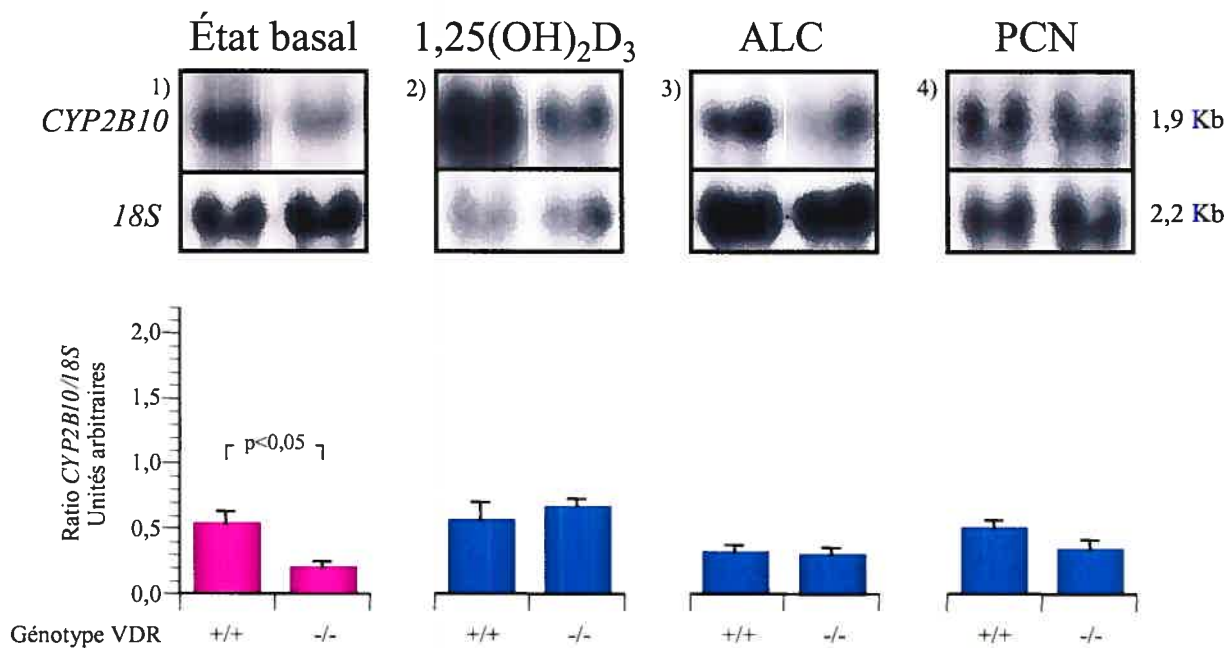 État basal 1,25(OH)₂D₃ ALC PCN
1) 2) 3) 4)
CYP2B10 1,9 Kb
18S 2,2 Kb
Ratio CYP2B10/18S
Unités arbitraires
2,0
1,5
1,0
0,5
0,0
p<0,05
Génotype VDR +/+ -/- +/+ -/- +/+ -/- +/+ -/-